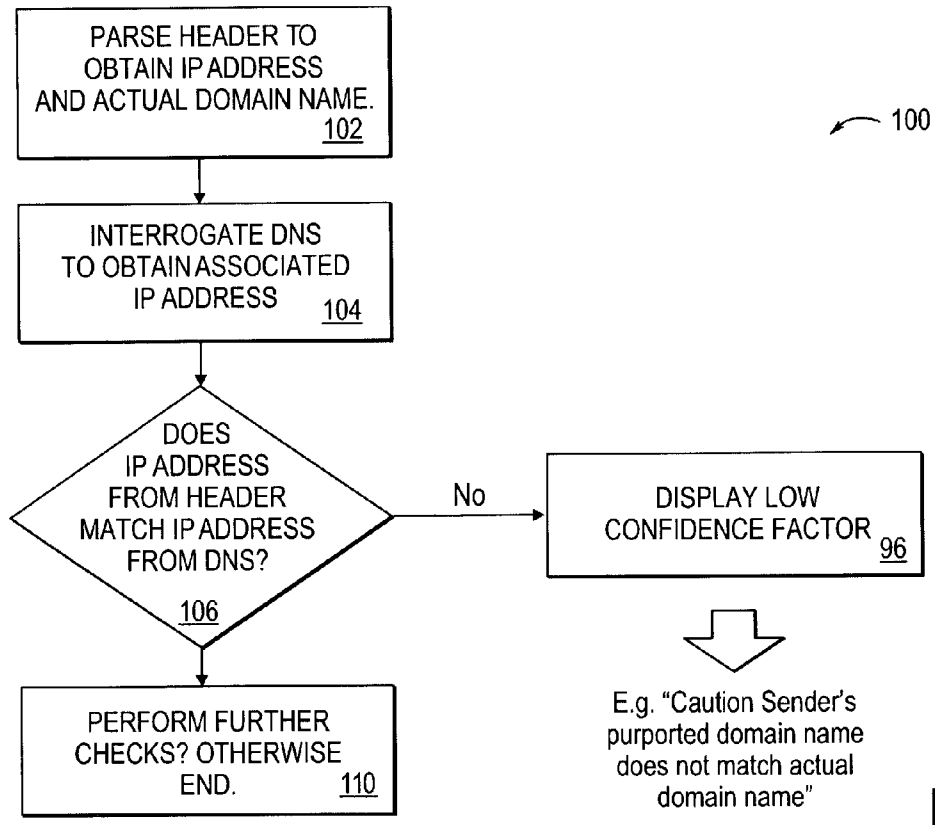 PARSE HEADER TO
OBTAIN IP ADDRESS
AND ACTUAL DOMAIN NAME.
102
100
INTERROGATE DNS
TO OBTAIN ASSOCIATED
IP ADDRESS
104
DOES
IP ADDRESS
FROM HEADER
MATCH IP ADDRESS
FROM DNS?
106
No
DISPLAY LOW
CONFIDENCE FACTOR
96
E.g. “Caution Sender's
purported domain name
does not match actual
domain name”
PERFORM FURTHER
CHECKS? OTHERWISE
END.
110